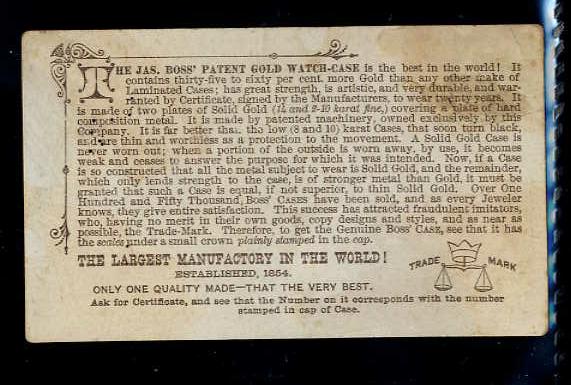 THE JAS. BOSS' PATENT GOLD WATCH-CASE is the best in the world! It
contains thirty-five to sixty per cent. more Gold than any other make of
Laminated Cases; has great strength, is artistic, and very durable, and war-
ranted by Certificate, signed by the Manufacturers, to wear twenty years. It
is made of two plates of Solid Gold (14 and 2-10 karat fine,) covering a plate of hard
composition metal. It is made by patented machinery, owned exclusively by this
Company. It is far better than the low (8 and 10) karat Cases, that soon turn black,
and are thin and worthless as a protection to the movement. A Solid Gold Case is
never worn out; when a portion of the outside is worn away, by use, it becomes
weak and ceases to answer the purpose for which it was intended. Now, if a Case
is so constructed that all the metal subject to wear is Solid Gold, and the remainder,
which only lends strength to the case, is of stronger metal than Gold, it must be
granted that such a Case is equal, if not superior, to thin Solid Gold. Over One
Hundred and Fifty Thousand, BOSS' CASES have been sold, and as every Jeweler
knows, they give entire satisfaction. This success has attracted fraudulent imitators,
who, having no merit in their own goods, copy designs and styles, and as near as
possible, the Trade-Mark. Therefore, to get the Genuine BOSS' CASE, see that it has
the scales under a small crown plainly stamped in the cap.
THE LARGEST MANUFACTORY IN THE WORLD!
ESTABLISHED, 1854.
ONLY ONE QUALITY MADE—THAT THE VERY BEST.
TRADE MARK
Ask for Certificate, and see that the Number on it corresponds with the number
stamped in cap of Case.